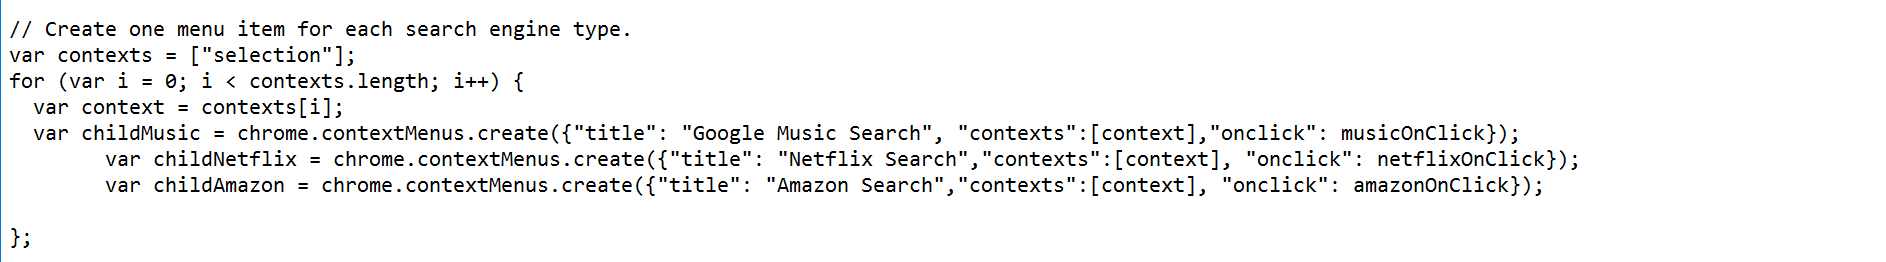 // Create one menu item for each search engine type.
var contexts = ["selection"];
for (var i = 0; i < contexts.length; i++) {
  var context = contexts[i];
  var childMusic = chrome.contextMenus.create({"title": "Google Music Search", "contexts":[context],"onclick": musicOnClick});
        var childNetflix = chrome.contextMenus.create({"title": "Netflix Search","contexts":[context], "onclick": netflixOnClick});
        var childAmazon = chrome.contextMenus.create({"title": "Amazon Search","contexts":[context], "onclick": amazonOnClick});
};